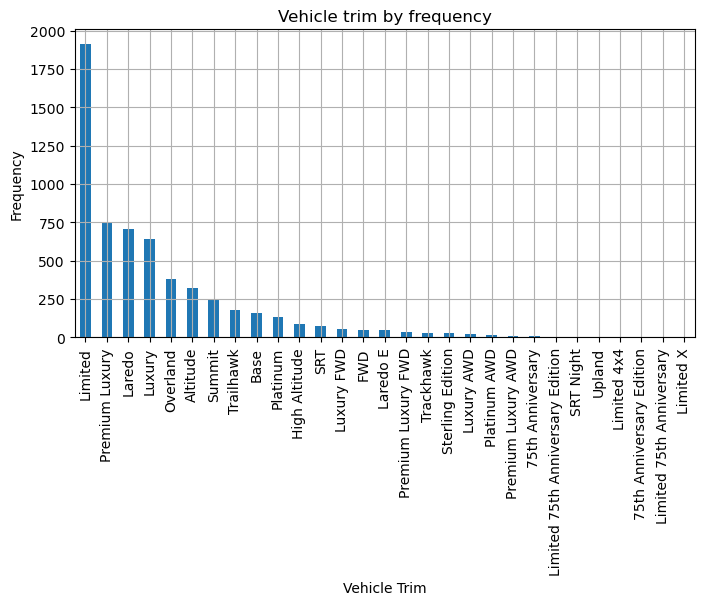 Vehicle trim by frequency
2000
1750
1500
1250
1000
750
500
250
0
Frequency
Limited
Premium Luxury
Laredo
Luxury
Overland
Altitude
Summit
Trailhawk
Base
Platinum
High Altitude
SRT
Luxury FWD
FWD
Laredo E
Premium Luxury FWD
Trackhawk
Sterling Edition
Luxury AWD
Platinum AWD
Premium Luxury AWD
75th Anniversary
Limited 75th Anniversary Edition
SRT Night
Upland
Limited 4x4
75th Anniversary Edition
Limited 75th Anniversary
Limited X
Vehicle Trim